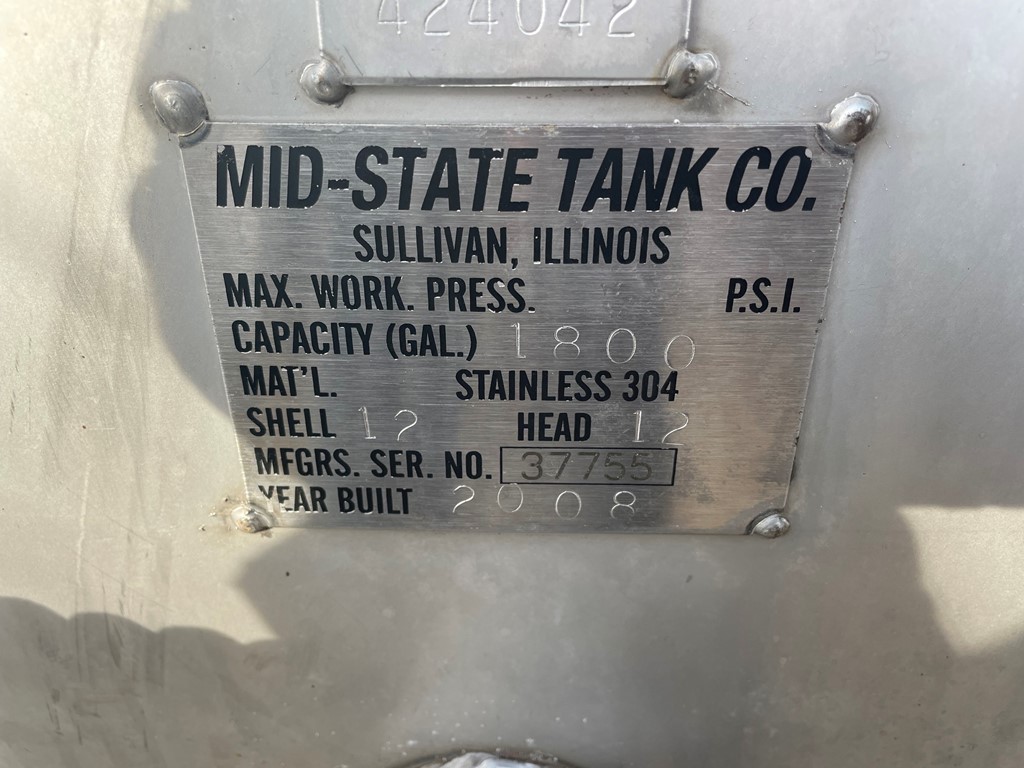 424042
MID-STATE TANK CO.
SULLIVAN, ILLINOIS
MAX. WORK. PRESS. P.S.I.
CAPACITY (GAL.) 1800
MAT'L. STAINLESS 304
SHELL 12 HEAD 12
MFGRS. SER. NO. 37755
YEAR BUILT 2008